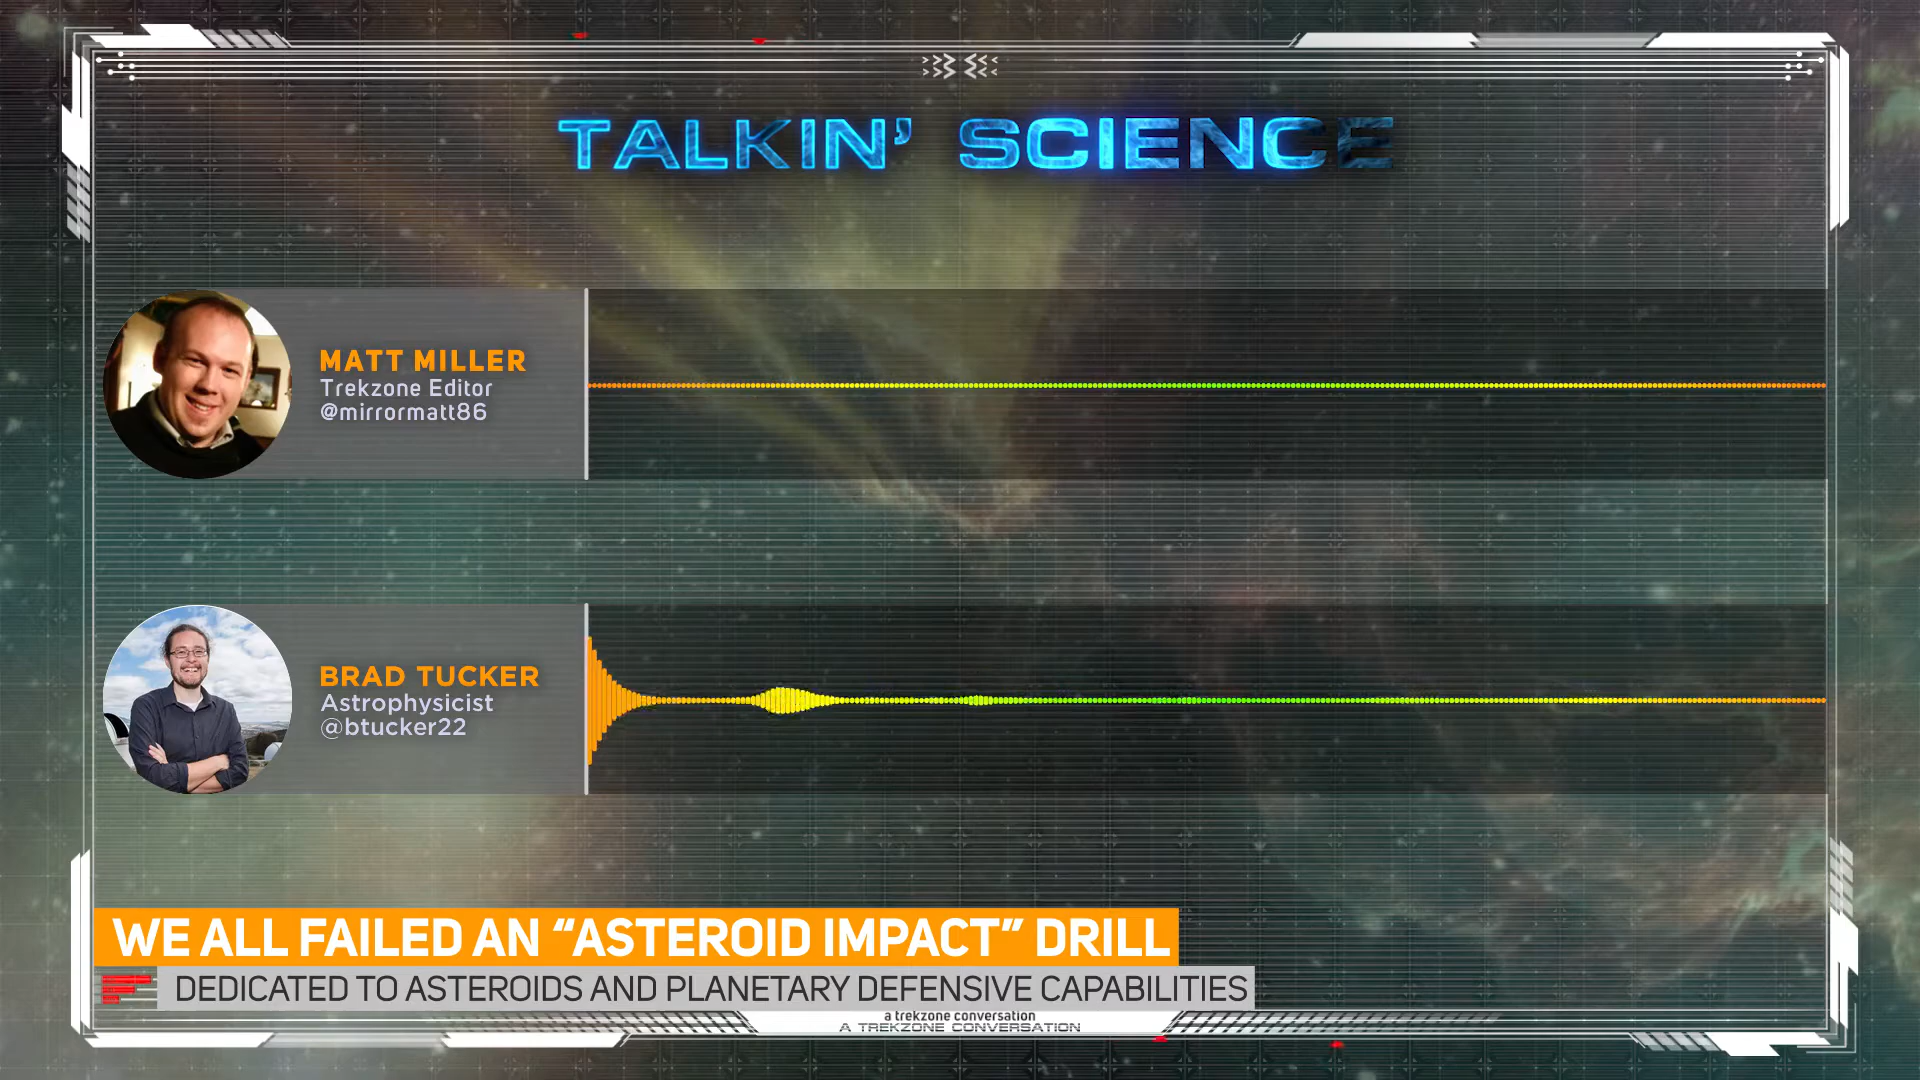 TALKIN' SCIENCE
MATT MILLER
Trekzone Editor
@mirrormatt86
BRAD TUCKER
Astrophysicist
@btucker22
WE ALL FAILED AN “ASTEROID IMPACT” DRILL
DEDICATED TO ASTEROIDS AND PLANETARY DEFENSIVE CAPABILITIES
a trekzone conversation
A TREKZONE CONVERSATION